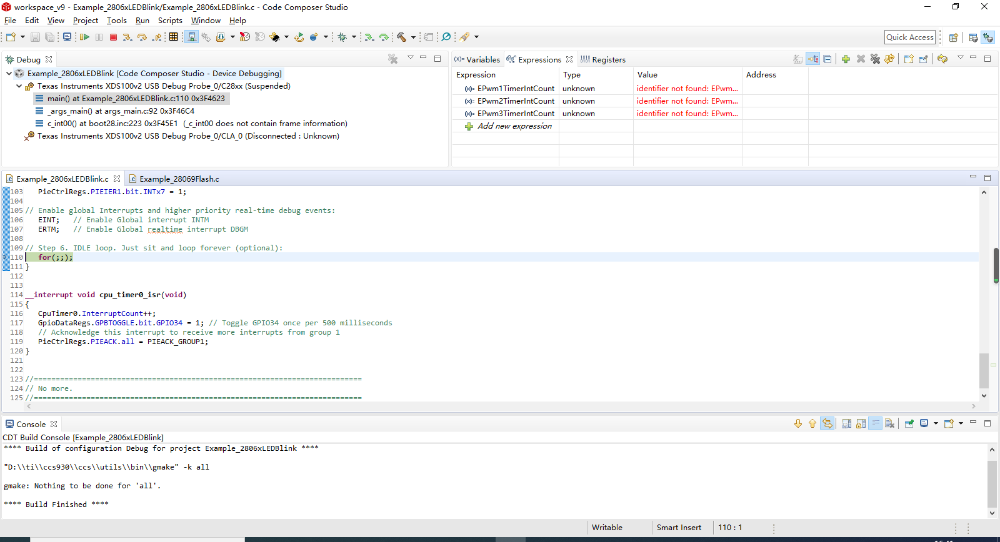 workspace_v9 - Example_2806xLEDBlink/Example_2806xLEDBlink.c - Code Composer Studio
File Edit View Project Tools Run Scripts Window Help
Quick Access
Debug
Example_2806xLEDBlink [Code Composer Studio - Device Debugging]
Texas Instruments XDS100v2 USB Debug Probe_0/C28xx (Suspended)
main() at Example_2806xLEDBlink.c:110 0x3F4623
_args_main() at args_main.c:92 0x3F46C4
c_int00() at boot28.inc:223 0x3F45E1 (_c_int00 does not contain frame information)
Texas Instruments XDS100v2 USB Debug Probe_0/CLA_0 (Disconnected : Unknown)
(x)= Variables Expressions 1010 0101 Registers
Expression Type Value Address
(x)= EPwm1TimerIntCount unknown identifier not found: EPwm...
(x)= EPwm2TimerIntCount unknown identifier not found: EPwm...
(x)= EPwm3TimerIntCount unknown identifier not found: EPwm...
Add new expression
Example_2806xLEDBlink.c Example_28069Flash.c
103 PieCtrlRegs.PIEIER1.bit.INTx7 = 1;
104
105 // Enable global Interrupts and higher priority real-time debug events:
106 EINT; // Enable Global interrupt INTM
107 ERTM; // Enable Global realtime interrupt DBGM
108
109 // Step 6. IDLE loop. Just sit and loop forever (optional):
110 for(;;);
111 }
112
113
114 __interrupt void cpu_timer0_isr(void)
115 {
116 CpuTimer0.InterruptCount++;
117 GpioDataRegs.GPBTOGGLE.bit.GPIO34 = 1; // Toggle GPIO34 once per 500 milliseconds
118 // Acknowledge this interrupt to receive more interrupts from group 1
119 PieCtrlRegs.PIEACK.all = PIEACK_GROUP1;
120 }
121
122
123 //===========================================================================
124 // No more.
125 //===========================================================================
Console
CDT Build Console [Example_2806xLEDBlink]
**** Build of configuration Debug for project Example_2806xLEDBlink ****
"D:\\ti\\ccs930\\ccs\\utils\\bin\\gmake" -k all
gmake: Nothing to be done for 'all'.
**** Build Finished ****
Writable Smart Insert 110 : 1